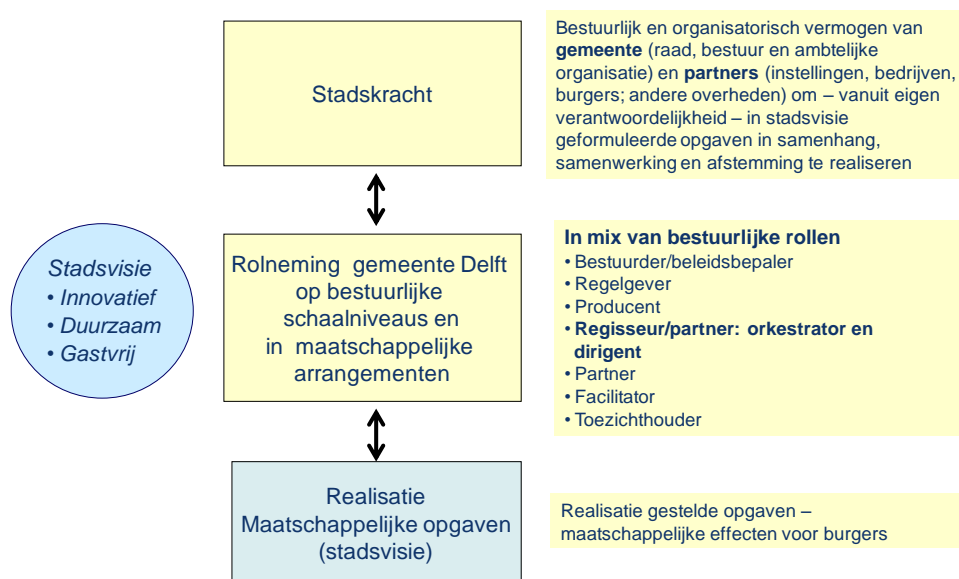 Stadskracht
Bestuurlijk en organisatorisch vermogen van
gemeente (raad, bestuur en ambtelijke
organisatie) en partners (instellingen, bedrijven,
burgers; andere overheden) om – vanuit eigen
verantwoordelijkheid – in stadsvisie
geformuleerde opgaven in samenhang,
samenwerking en afstemming te realiseren
Stadsvisie
• Innovatief
• Duurzaam
• Gastvrij
Rolneming gemeente Delft
op bestuurlijke
schaalniveaus en
in maatschappelijke
arrangementen
In mix van bestuurlijke rollen
• Bestuurder/beleidsbepaler
• Regelgever
• Producent
• Regisseur/partner: orkestrator en
dirigent
• Partner
• Facilitator
• Toezichthouder
Realisatie
Maatschappelijke opgaven
(stadsvisie)
Realisatie gestelde opgaven –
maatschappelijke effecten voor burgers